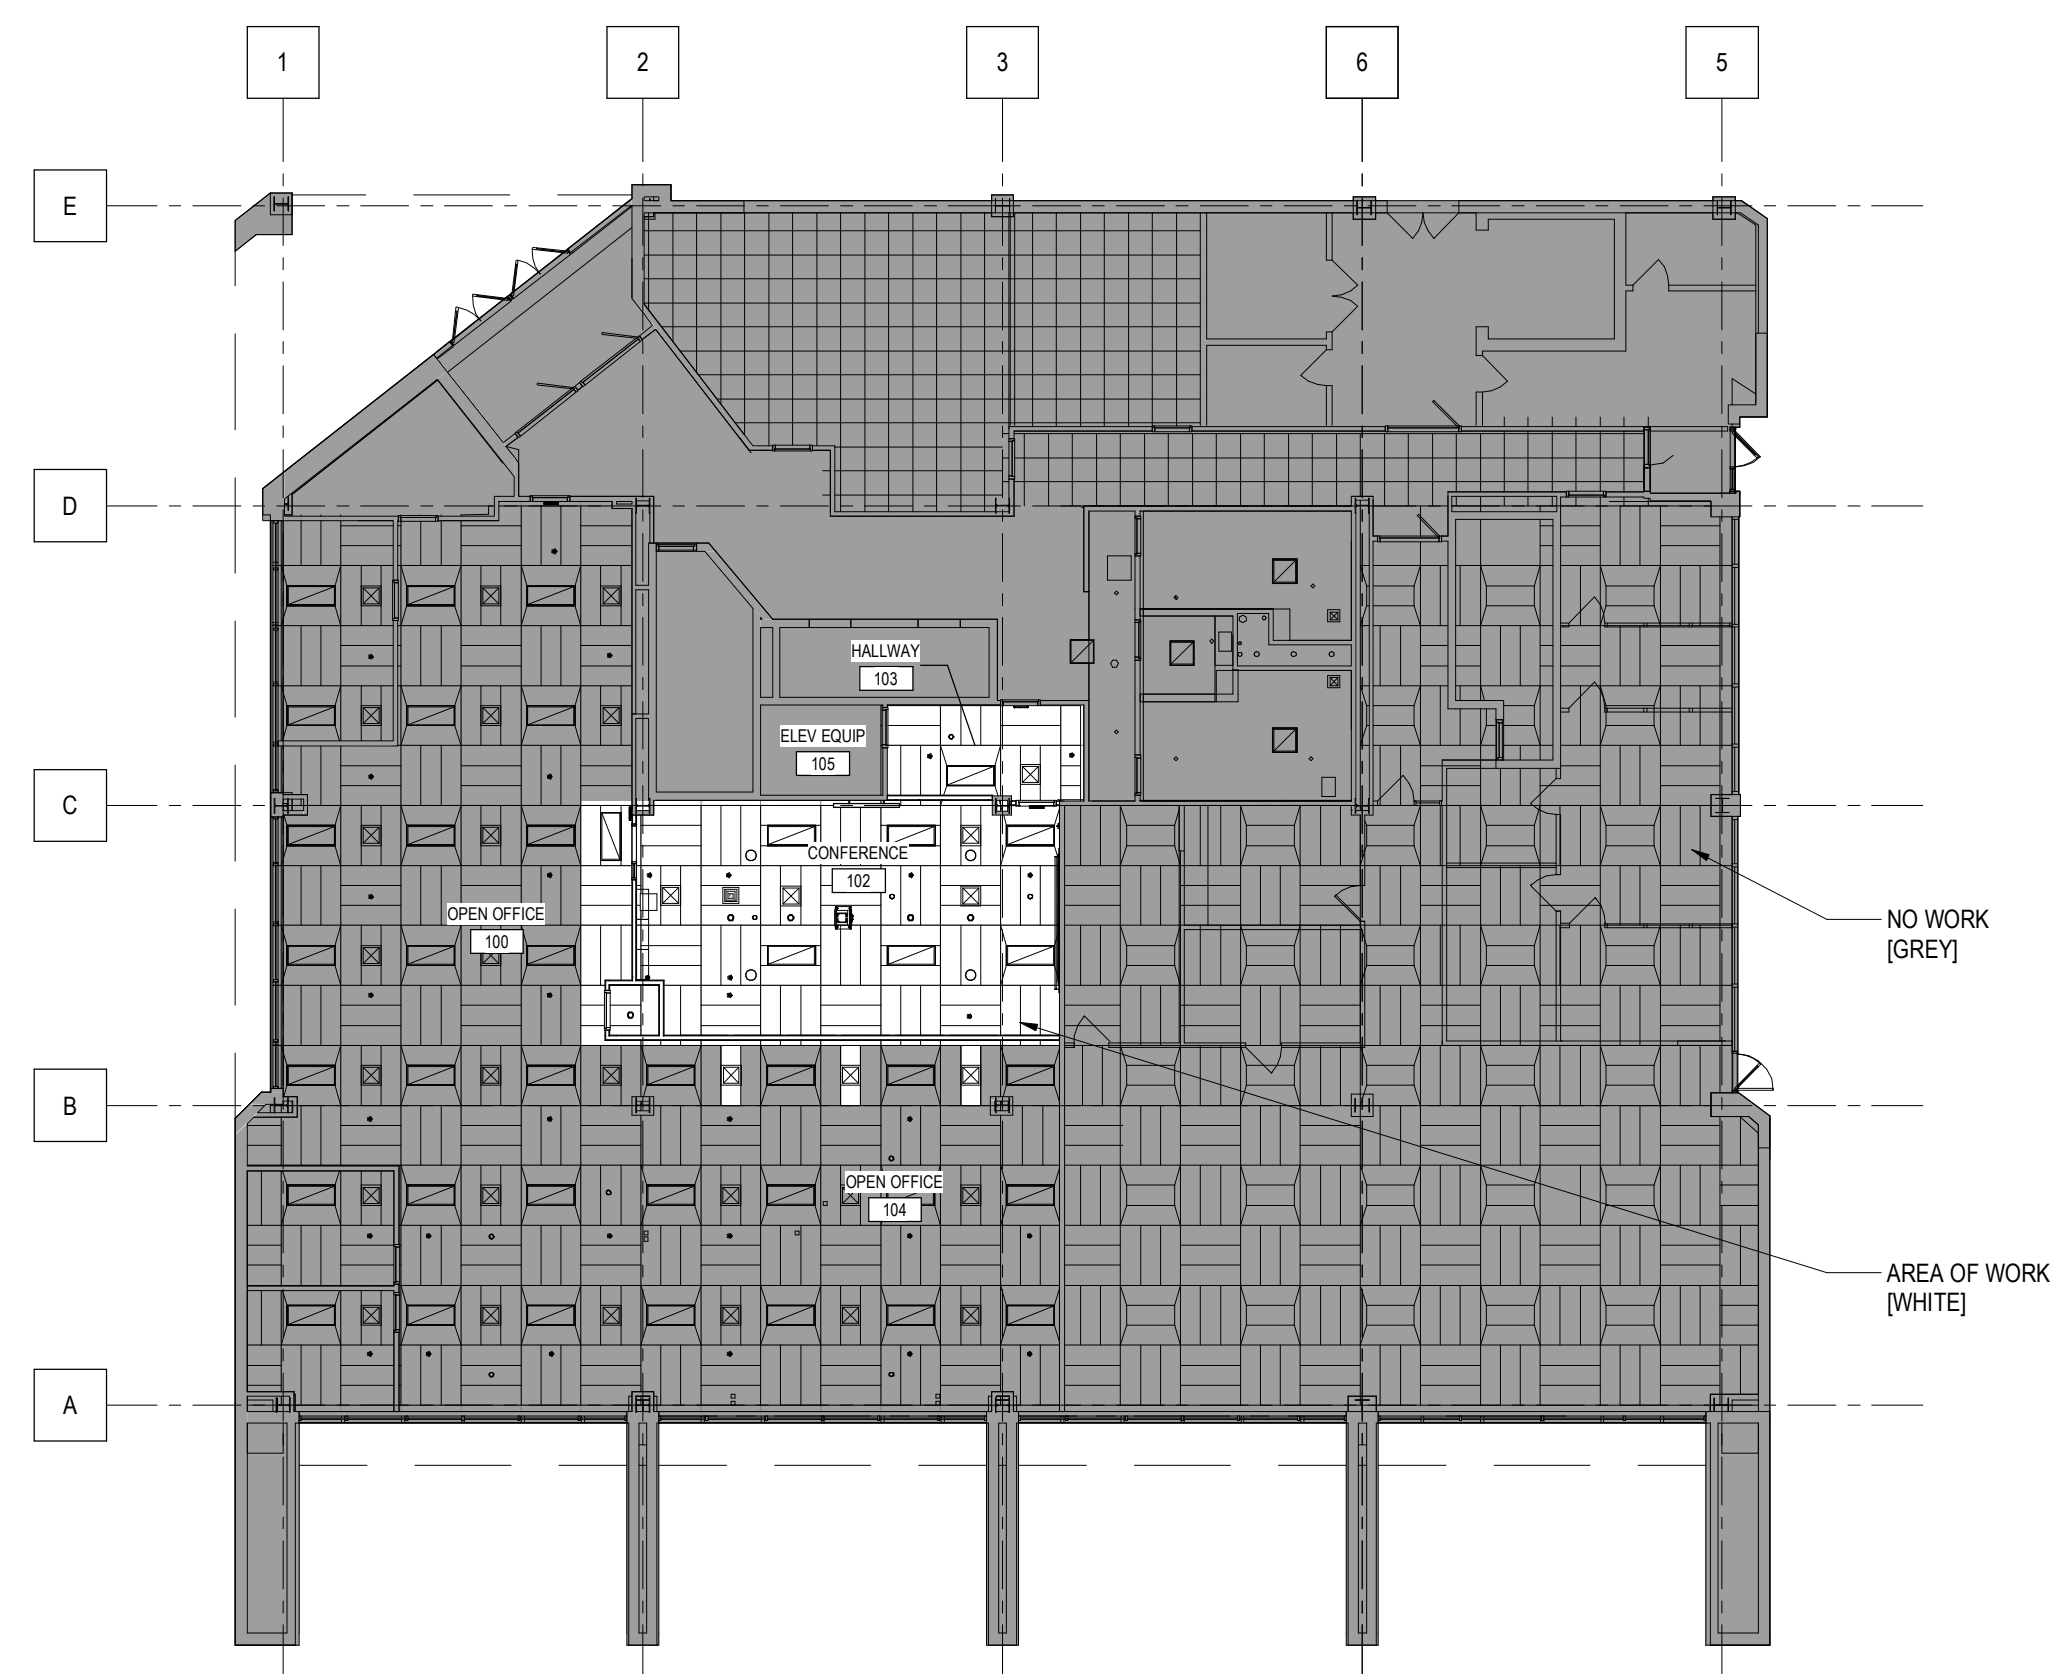 1
2
3
6
5
E
D
C
B
A
HALLWAY
103
ELEV EQUIP
105
CONFERENCE
102
OPEN OFFICE
100
NO WORK
[GREY]
OPEN OFFICE
104
AREA OF WORK
[WHITE]